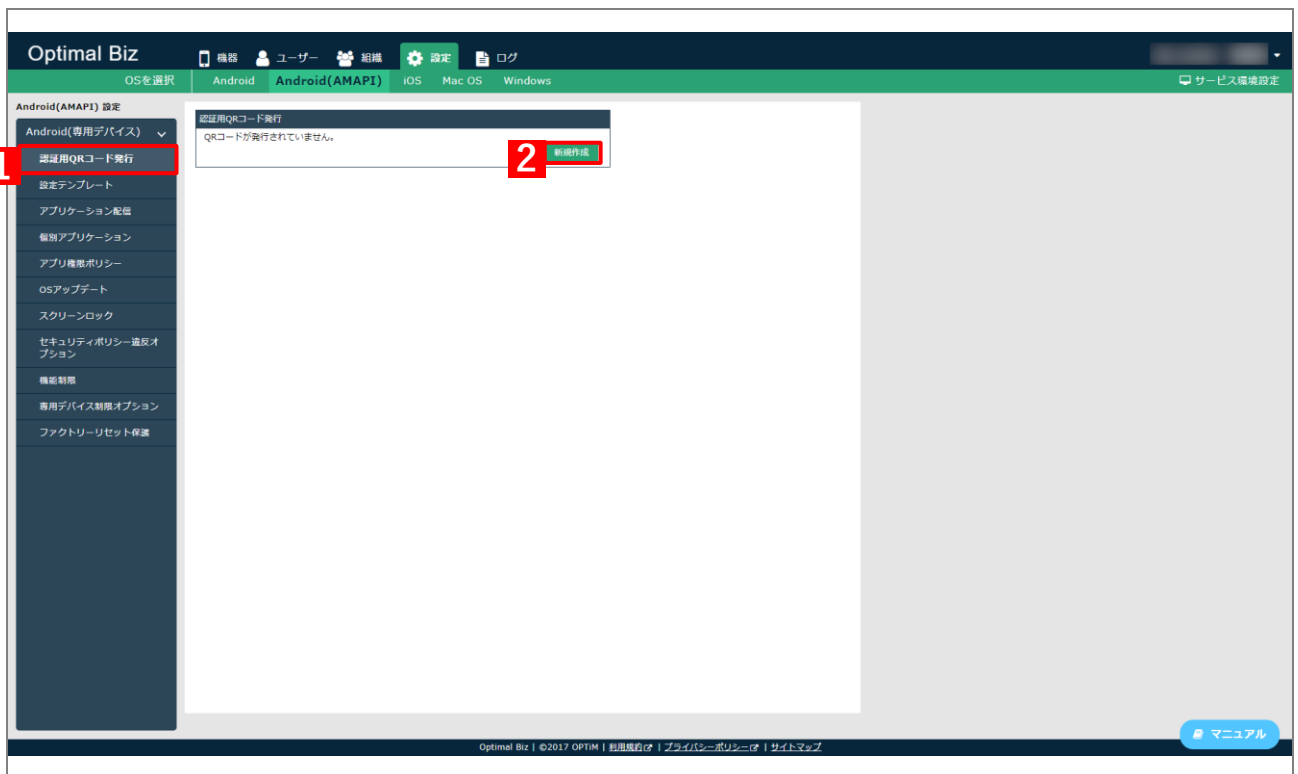 Optimal Biz
機器 ユーザー 組織 設定 ログ
OSを選択 Android Android(AMAPI) iOS Mac OS Windows サービス環境設定
Android(AMAPI) 設定
Android(専用デバイス)
1
認証用QRコード発行
設定テンプレート
アプリケーション配信
個別アプリケーション
アプリ権限ポリシー
OSアップデート
スクリーンロック
セキュリティポリシー違反オ
プション
機能制限
専用デバイス制限オプション
ファクトリーリセット保護
認証用QRコード発行
QRコードが発行されていません。
2 新規作成
マニュアル
Optimal Biz | ©2017 OPTiM | 利用規約 | プライバシーポリシー | サイトマップ